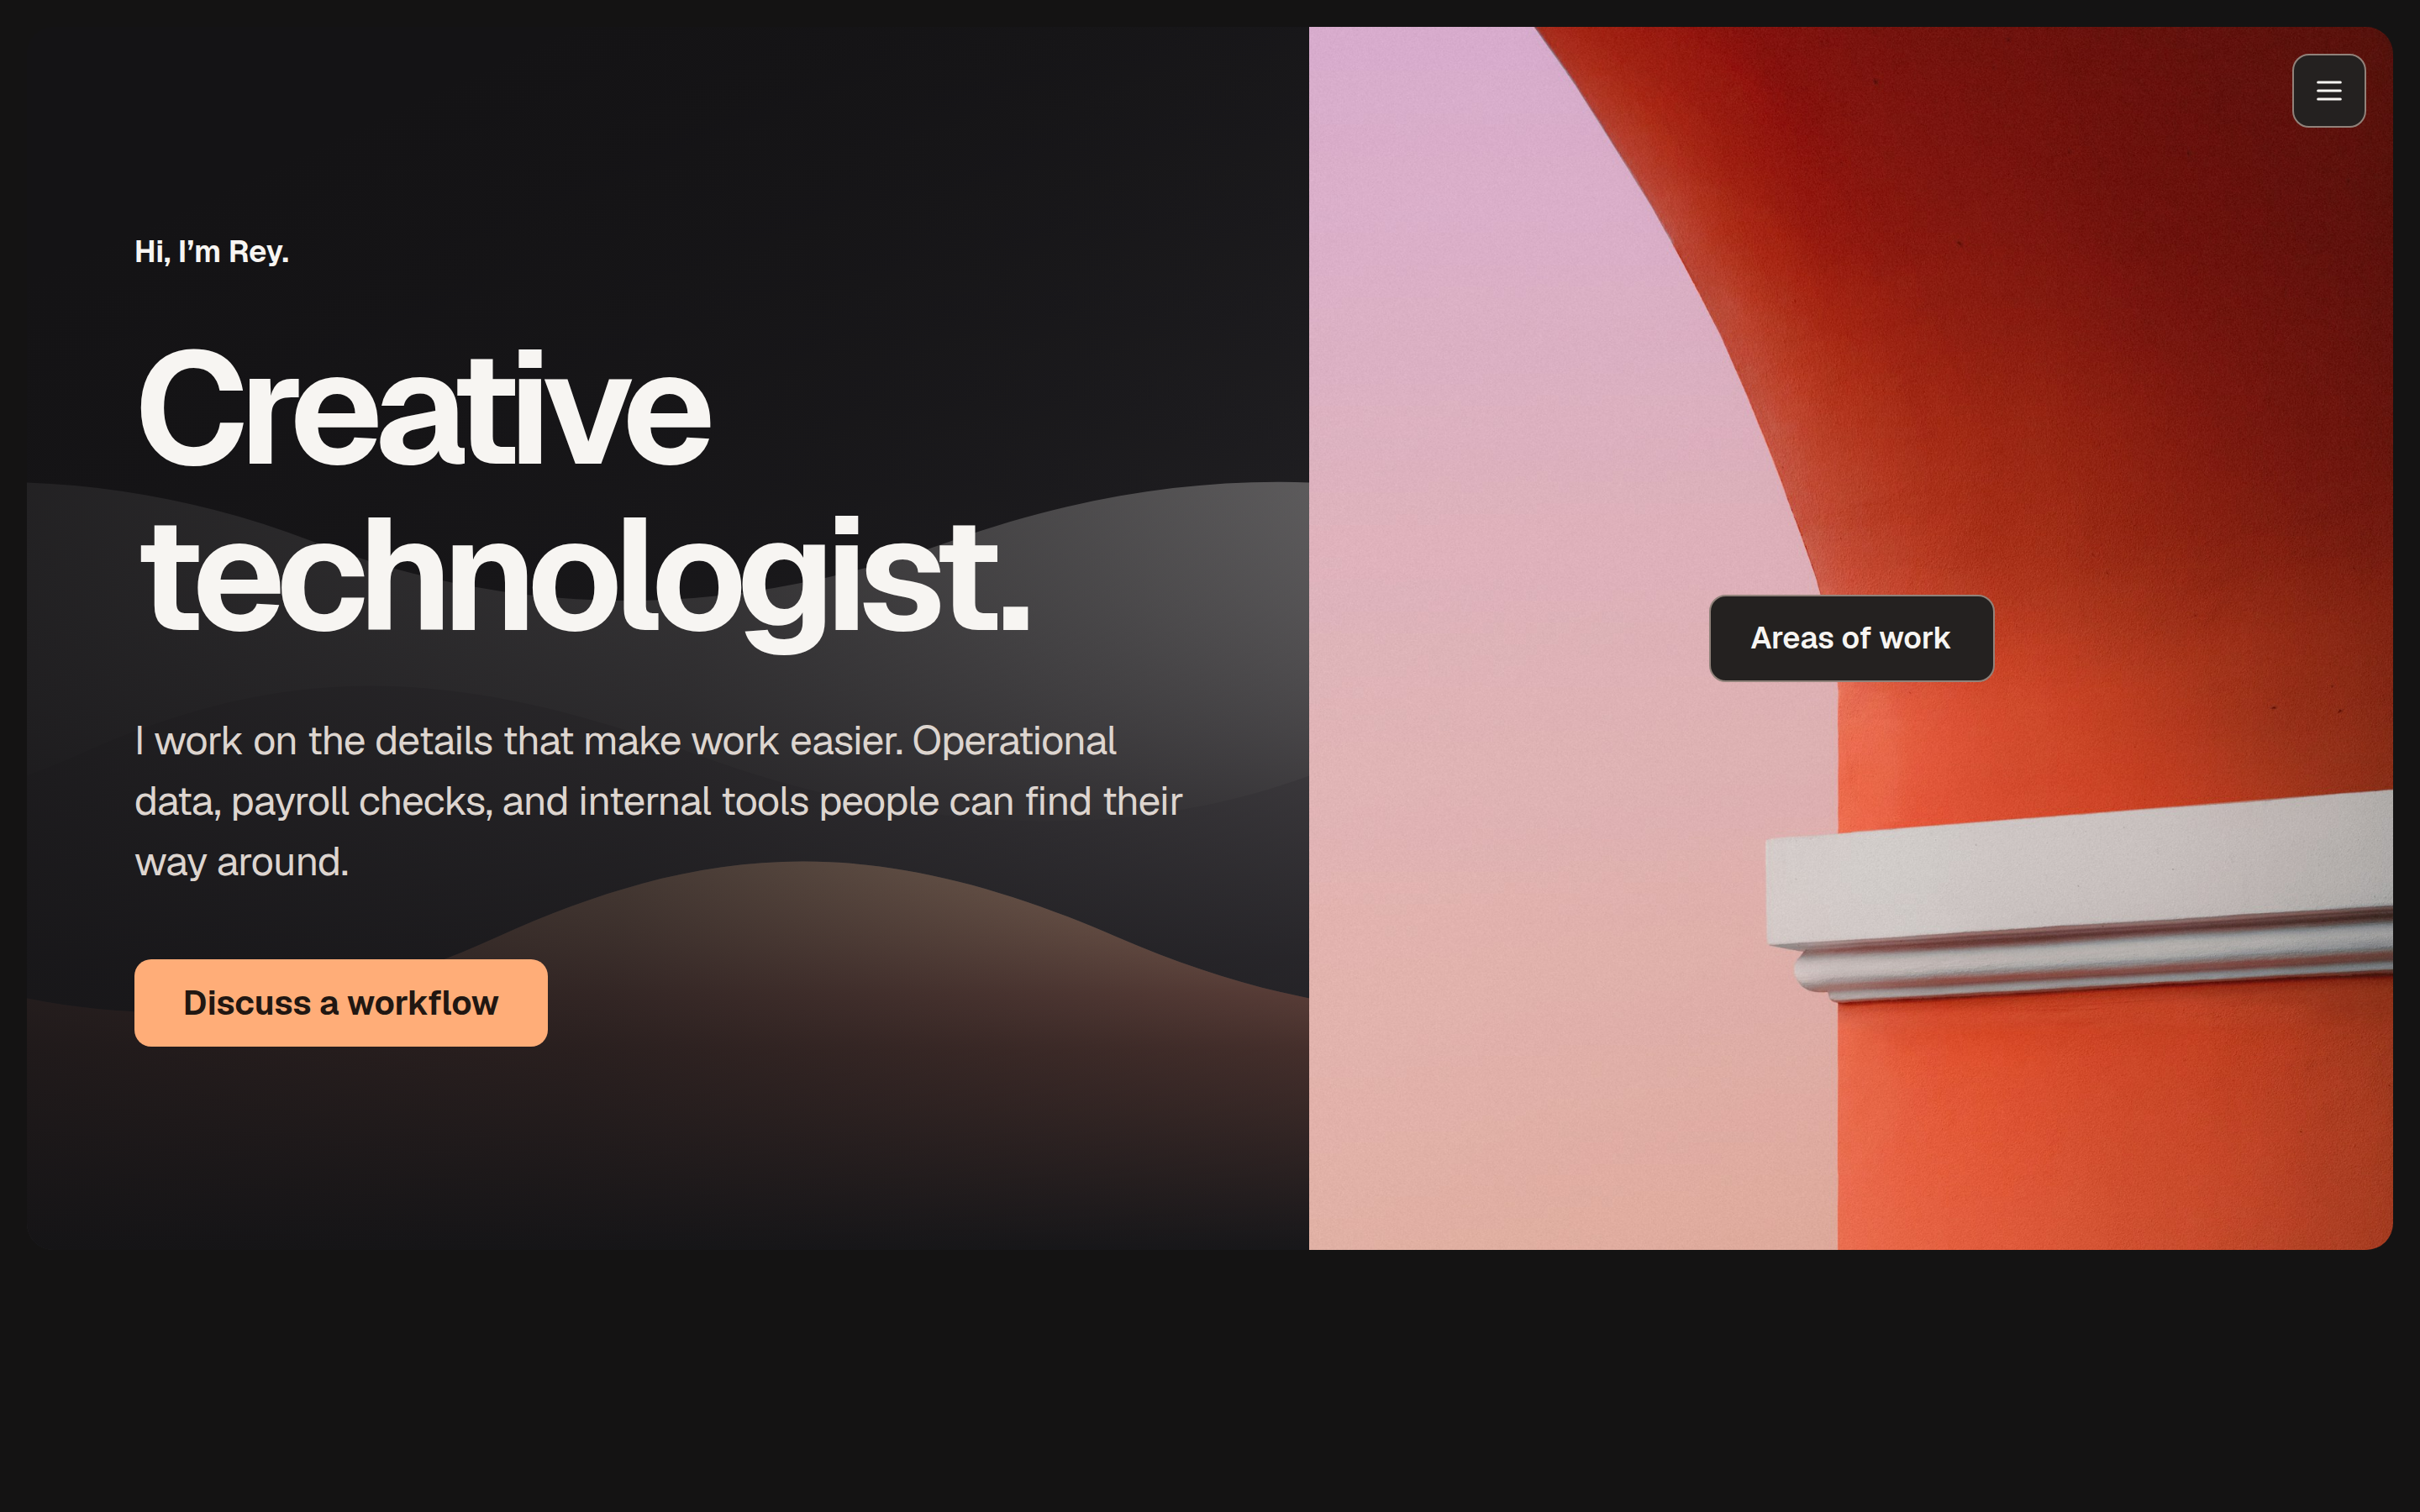 Hi, I’m Rey.
Creative
technologist.
I work on the details that make work easier. Operational
data, payroll checks, and internal tools people can find their
way around.
Discuss a workflow
Areas of work